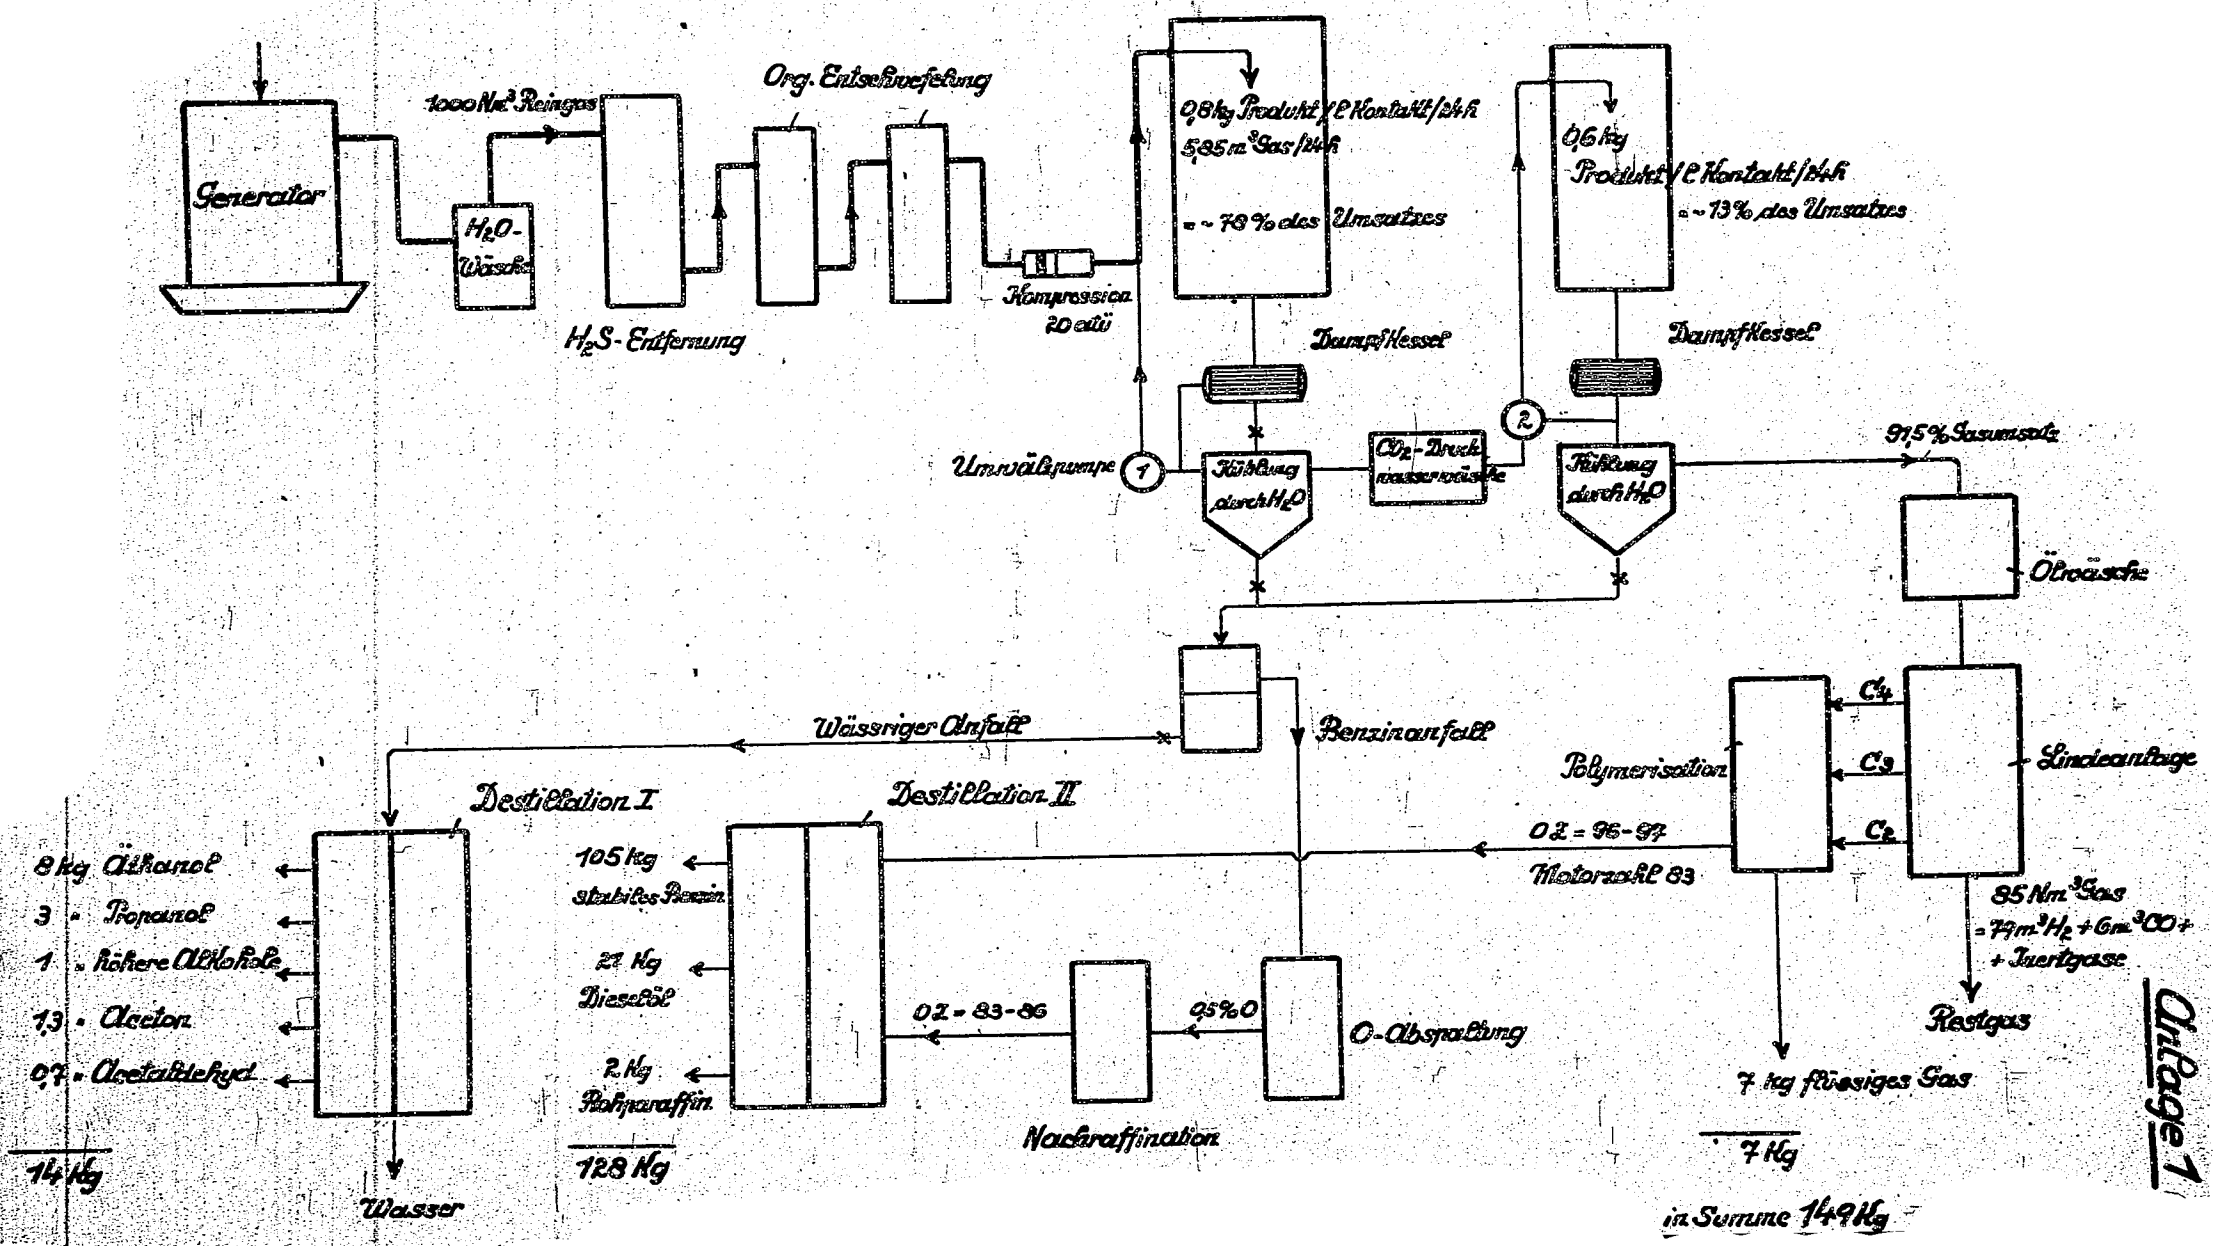 Generator
1000 Nm³ Reingas
H₂O-
Wäsche
H₂S-Entfernung
Org. Entschwefelung
Kompression
20 atü
0,8 kg Produkt/l Kontakt/24h
5,85 m³ Gas/24h
= ~ 78% des Umsatzes
0,6 kg
Produkt/l Kontakt/24h
= ~ 13% des Umsatzes
Dampfkessel
Dampfkessel
Umwälzpumpe
1
Kühlung
durch H₂O
CO₂-Druck
wasserwäsche
2
Kühlung
durch H₂O
91,5% Gasumsatz
Ölwäsche
Lindeanlage
C4
C3
C2
Polymerisation
85 Nm³ Gas
= 79 m³ H₂ + 6 m³ CO +
+ Inertgase
Restgas
Wässriger Anfall
Benzinanfall
Destillation I
Destillation II
OZ = 96-97
Motorzahl 83
8 kg Äthanol
3 " Propanol
1 " höhere Alkohole
1,3 " Aceton
0,7 " Acetaldehyd
14 Kg
Wasser
105 kg
stabiles Benzin
21 Kg
Dieselöl
2 Kg
Rohparaffin
128 Kg
OZ = 83-86
0,5% O
O-Abspaltung
Nachraffination
7 kg flüssiges Gas
7 Kg
in Summe 149 Kg
Anlage 1